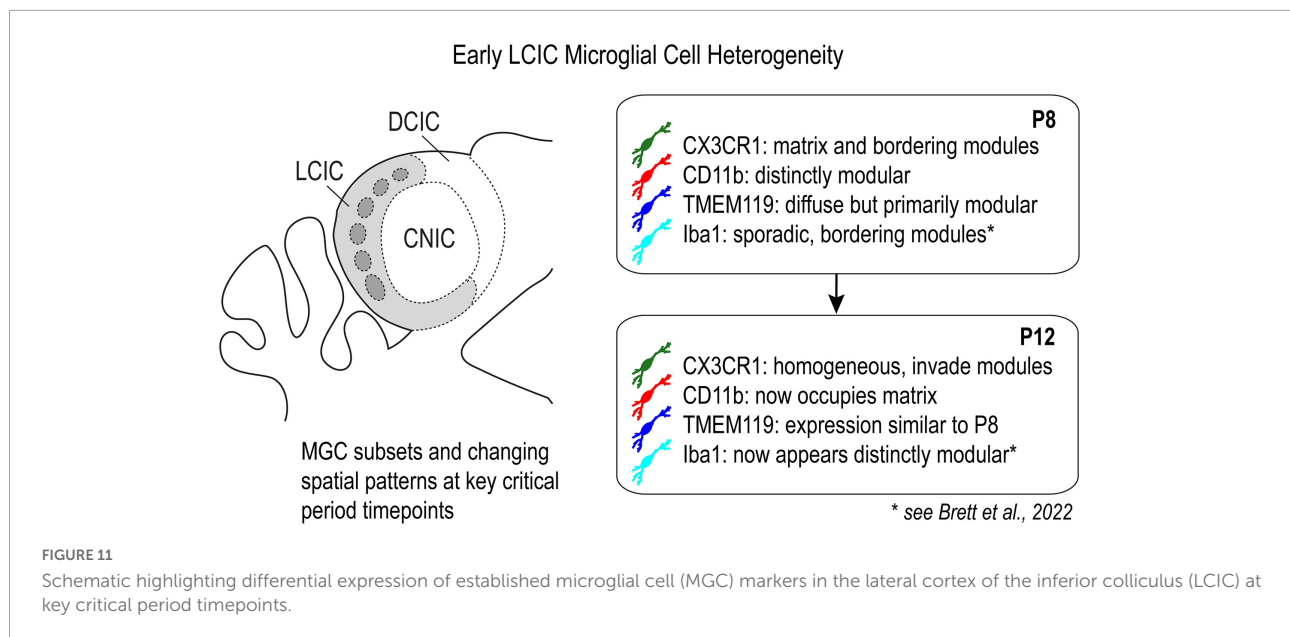 Early LCIC Microglial Cell Heterogeneity
DCIC
LCIC
CNIC
MGC subsets and changing
spatial patterns at key critical
period timepoints
P8
CX3CR1: matrix and bordering modules
CD11b: distinctly modular
TMEM119: diffuse but primarily modular
Iba1: sporadic, bordering modules*
P12
CX3CR1: homogeneous, invade modules
CD11b: now occupies matrix
TMEM119: expression similar to P8
Iba1: now appears distinctly modular*
* see Brett et al., 2022
FIGURE 11
Schematic highlighting differential expression of established microglial cell (MGC) markers in the lateral cortex of the inferior colliculus (LCIC) at
key critical period timepoints.